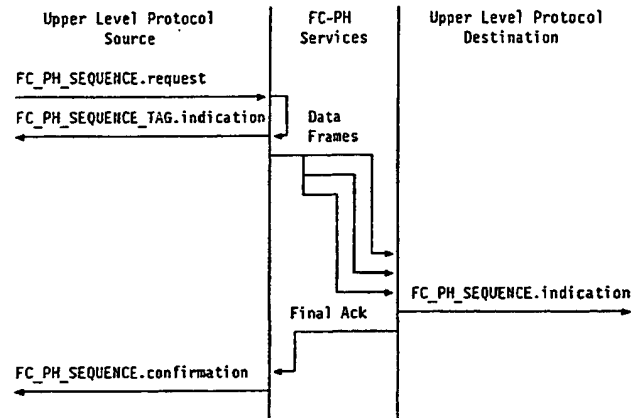 Upper Level Protocol
Source
FC-PH
Services
Upper Level Protocol
Destination
FC_PH_SEQUENCE.request
FC_PH_SEQUENCE_TAG.indication
Data
Frames
FC_PH_SEQUENCE.indication
Final Ack
FC_PH_SEQUENCE.confirmation